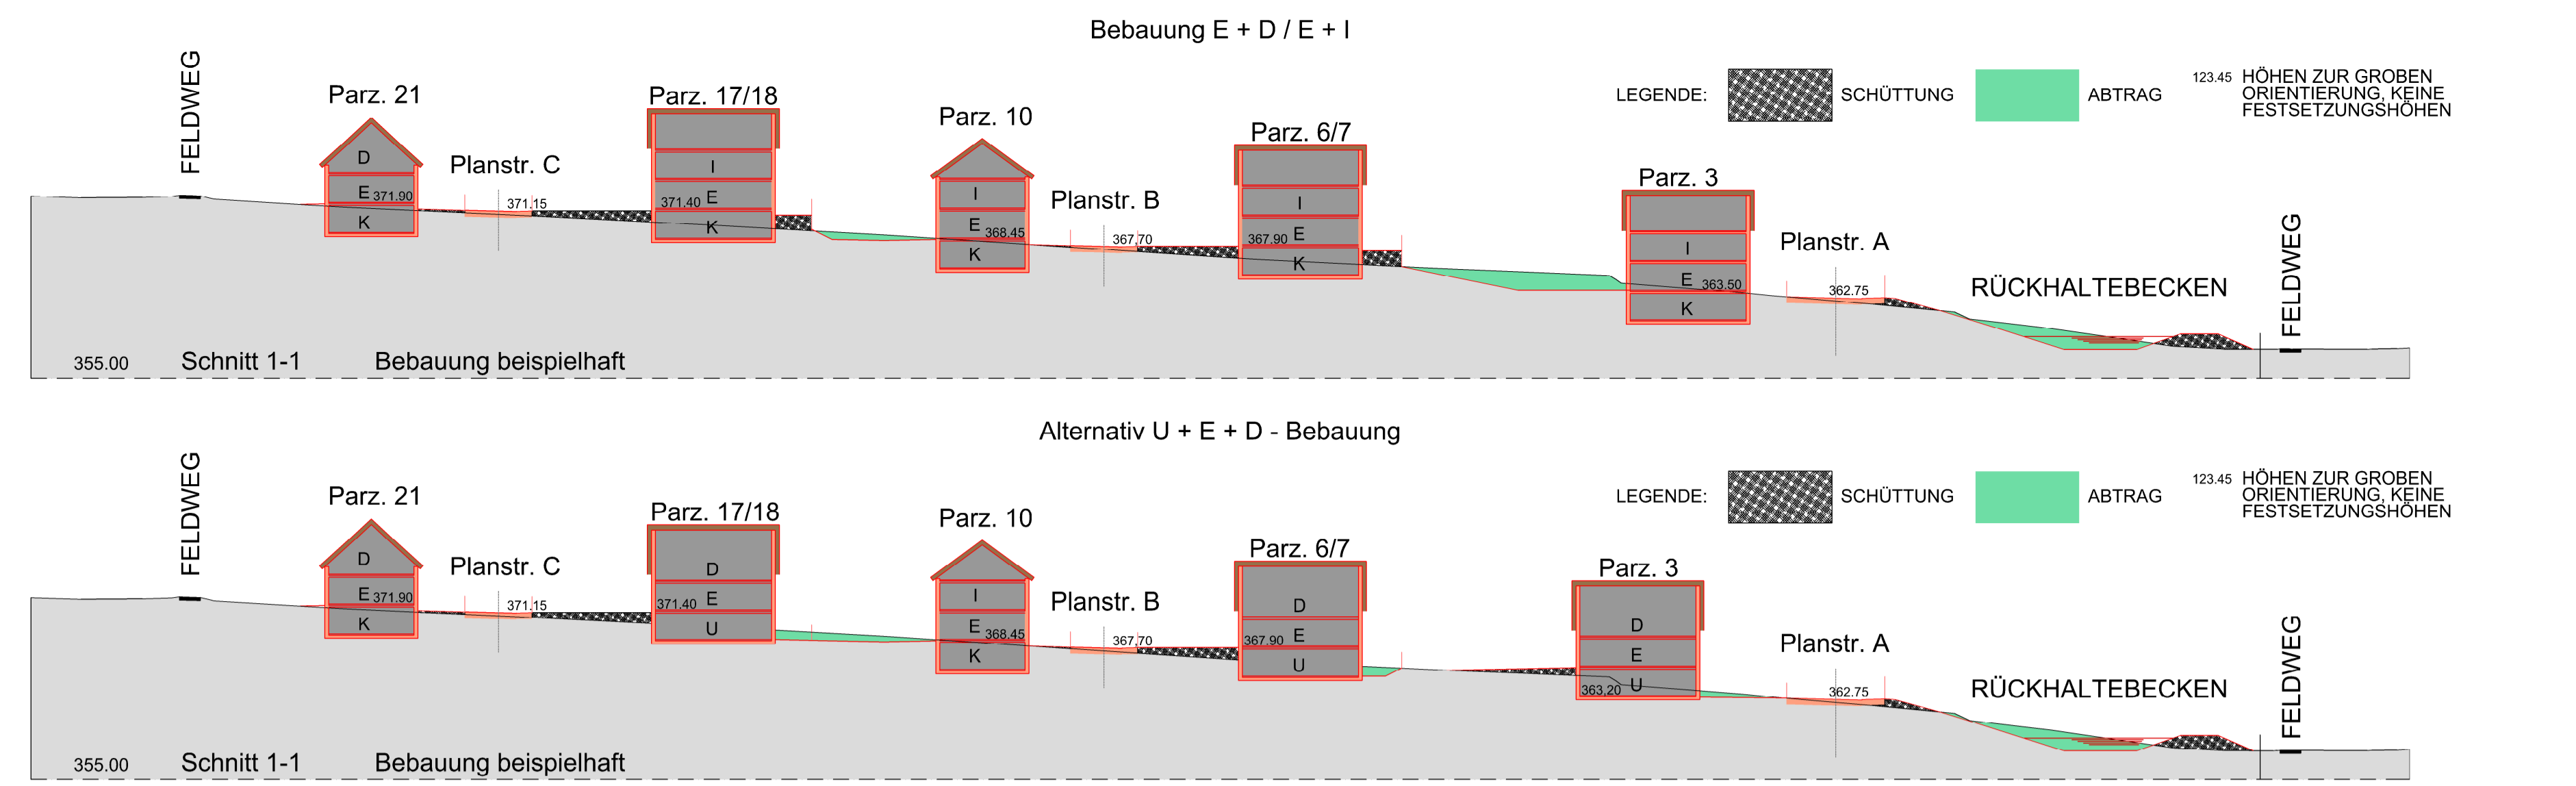 Bebauung E + D / E + I
FELDWEG
Parz. 21
D
E 371.90
K
Planstr. C
371.15
Parz. 17/18
I
371.40 E
K
Parz. 10
I
E 368.45
K
Planstr. B
367.70
Parz. 6/7
I
367.90 E
K
Parz. 3
I
E 363.50
K
Planstr. A
362.75
RÜCKHALTEBECKEN
FELDWEG
LEGENDE:
SCHÜTTUNG
ABTRAG
123.45 HÖHEN ZUR GROBEN
ORIENTIERUNG, KEINE
FESTSETZUNGSHÖHEN
355.00 Schnitt 1-1 Bebauung beispielhaft
Alternativ U + E + D - Bebauung
FELDWEG
Parz. 21
D
E 371.90
K
Planstr. C
371.15
Parz. 17/18
D
371.40 E
U
Parz. 10
I
E 368.45
K
Planstr. B
367.70
Parz. 6/7
D
367.90 E
U
Parz. 3
D
E
363.20 U
Planstr. A
362.75
RÜCKHALTEBECKEN
FELDWEG
LEGENDE:
SCHÜTTUNG
ABTRAG
123.45 HÖHEN ZUR GROBEN
ORIENTIERUNG, KEINE
FESTSETZUNGSHÖHEN
355.00 Schnitt 1-1 Bebauung beispielhaft